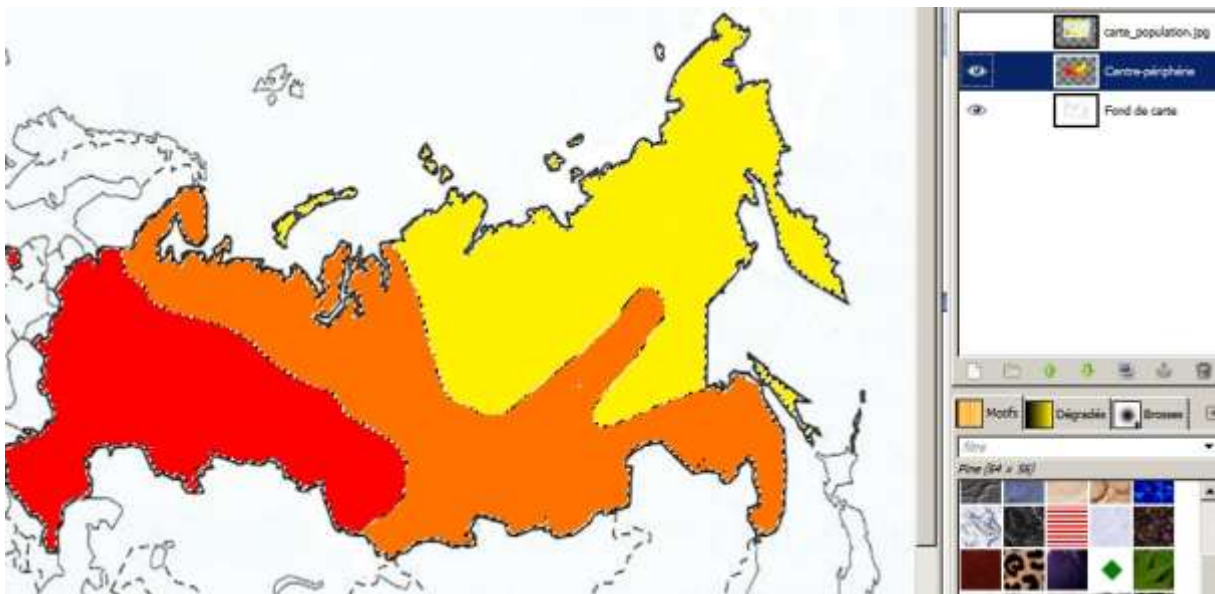 carte_population.jpg
Centre-périphérie
Fond de carte
Motifs
Dégradés
Brosses
filtre
Pine (64 × 56)